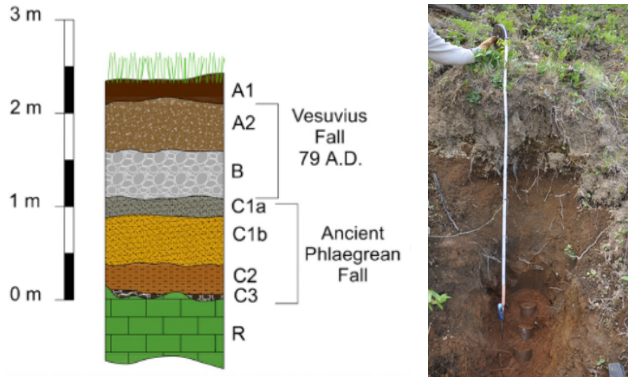 3 m
2 m
1 m
0 m
A1
A2
B
C1a
C1b
C2
C3
R
Vesuvius
Fall
79 A.D.
Ancient
Phlaegrean
Fall